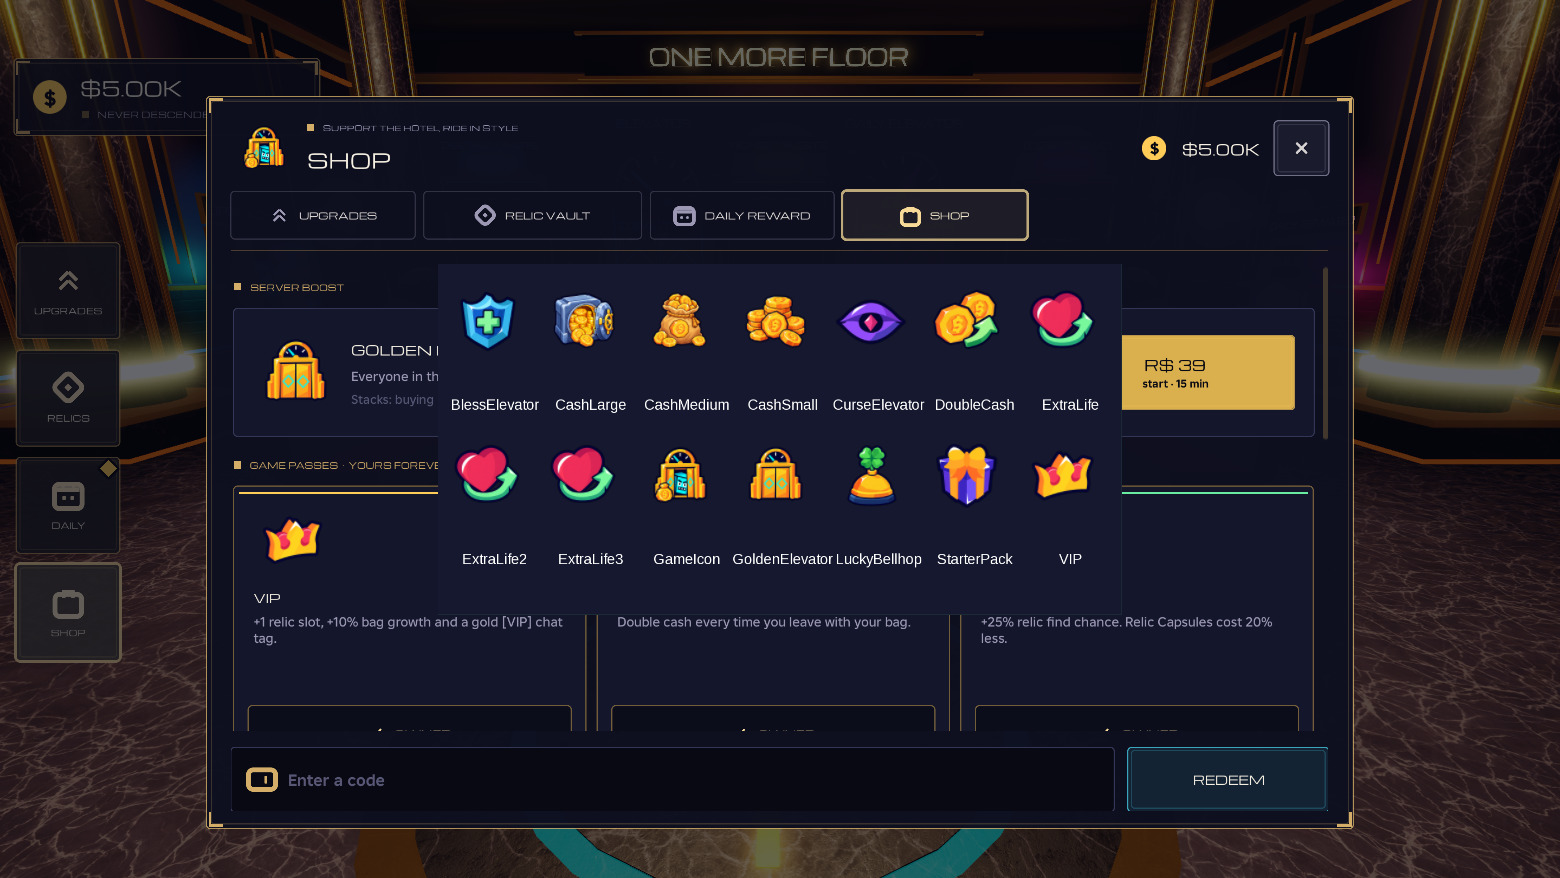 ONE MORE FLOOR
$5.00K
NEVER DESCENDE
SUPPORT THE HOTEL, RIDE IN STYLE
SHOP
$5.00K
UPGRADES
RELIC VAULT
DAILY REWARD
SHOP
UPGRADES
RELICS
DAILY
SHOP
SERVER BOOST
GOLDEN
Everyone in th
Stacks: buying
R$ 39
start · 15 min
BlessElevator
CashLarge
CashMedium
CashSmall
CurseElevator
DoubleCash
ExtraLife
ExtraLife2
ExtraLife3
GameIcon
GoldenElevator
LuckyBellhop
StarterPack
VIP
GAME PASSES · YOURS FOREVE
VIP
+1 relic slot, +10% bag growth and a gold [VIP] chat
tag.
Double cash every time you leave with your bag.
+25% relic find chance. Relic Capsules cost 20%
less.
Enter a code
REDEEM